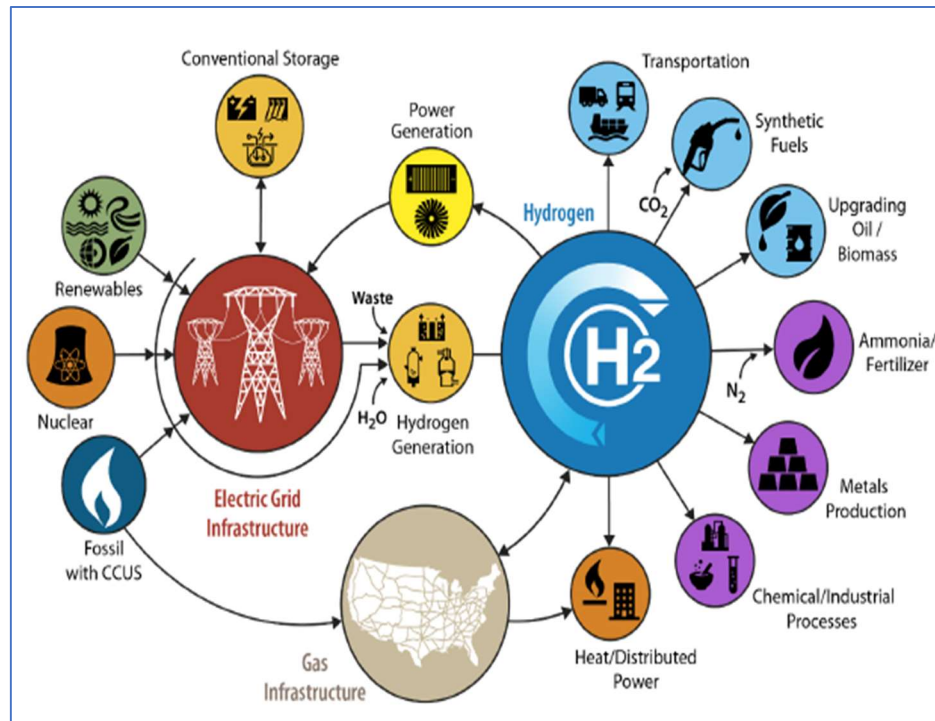 Conventional Storage
Transportation
Power
Generation
Synthetic
Fuels
CO2
Hydrogen
Upgrading
Oil /
Biomass
Renewables
Waste
H2
Ammonia/
Fertilizer
N2
Nuclear
H2O
Hydrogen
Generation
Electric Grid
Infrastructure
Metals
Production
Fossil
with CCUS
Chemical/Industrial
Processes
Gas
Infrastructure
Heat/Distributed
Power